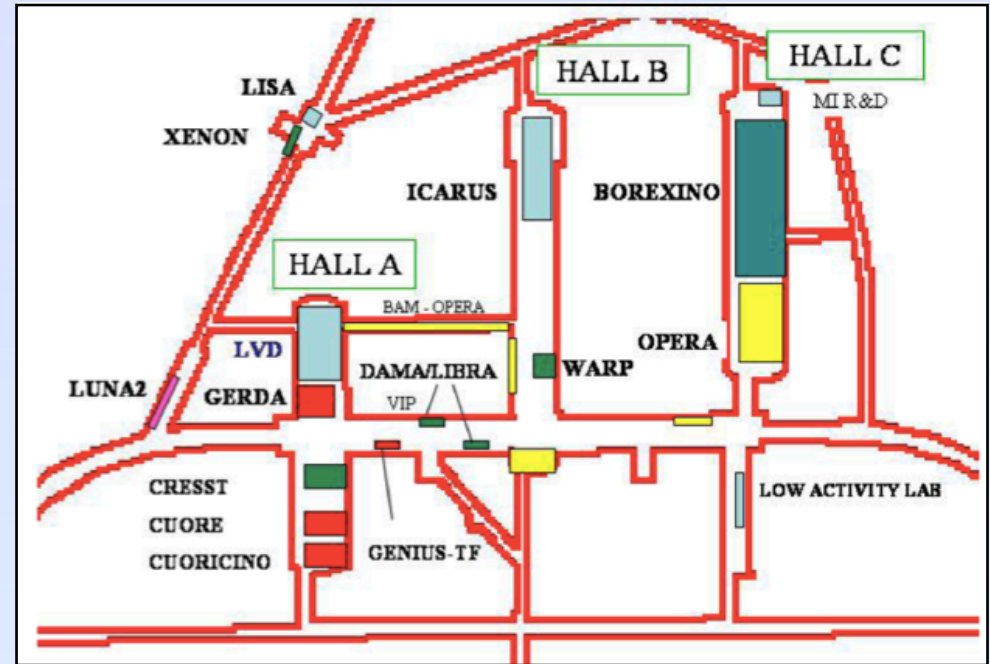 HALL B
HALL C
LISA
MI R&D
XENON
ICARUS
BOREXINO
HALL A
BAM - OPERA
LVD
OPERA
DAMA/LIBRA
WARP
LUNA2
GERDA
VIP
CRESST
LOW ACTIVITY LAB
CUORE
GENIUS-TF
CUORICINO